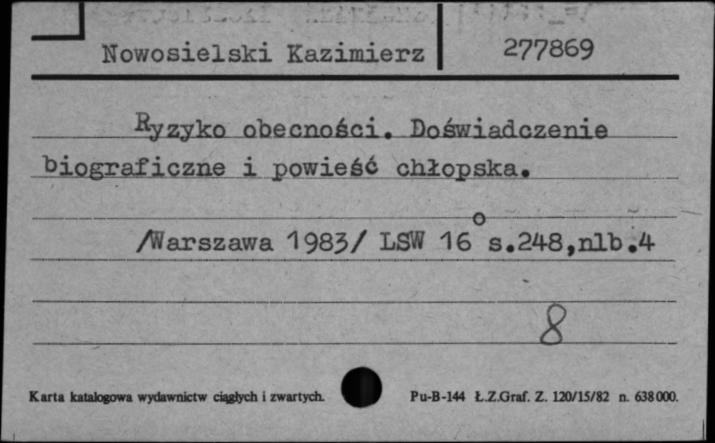 Nowosielski Kazimierz 277869
Ryzyko obecności. Doświadczenie
biograficzne i powieść chłopska.
/Warszawa 1983/ LSW 16° s.248,nlb.4
8
Karta katalogowa wydawnictw ciągłych i zwartych. Pu-B-144 Ł.Z.Graf. Z. 120/15/82 n. 638 000.